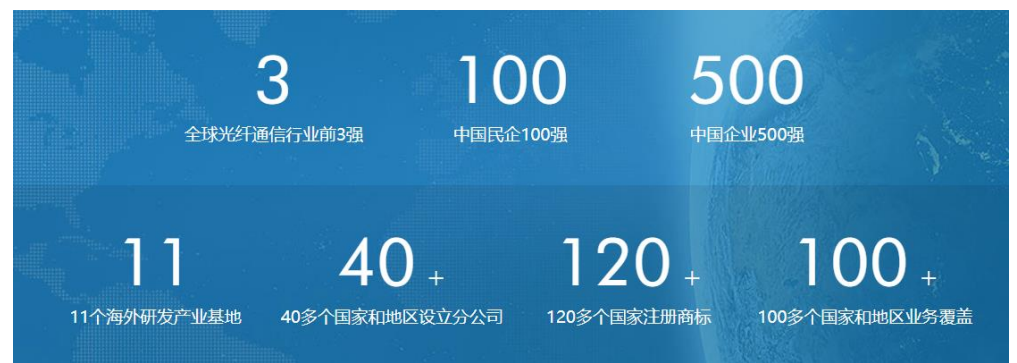 3 100 500
全球光纤通信行业前3强 中国民企100强 中国企业500强
11 40+ 120+ 100+
11个海外研发产业基地 40多个国家和地区设立分公司 120多个国家注册商标 100多个国家和地区业务覆盖